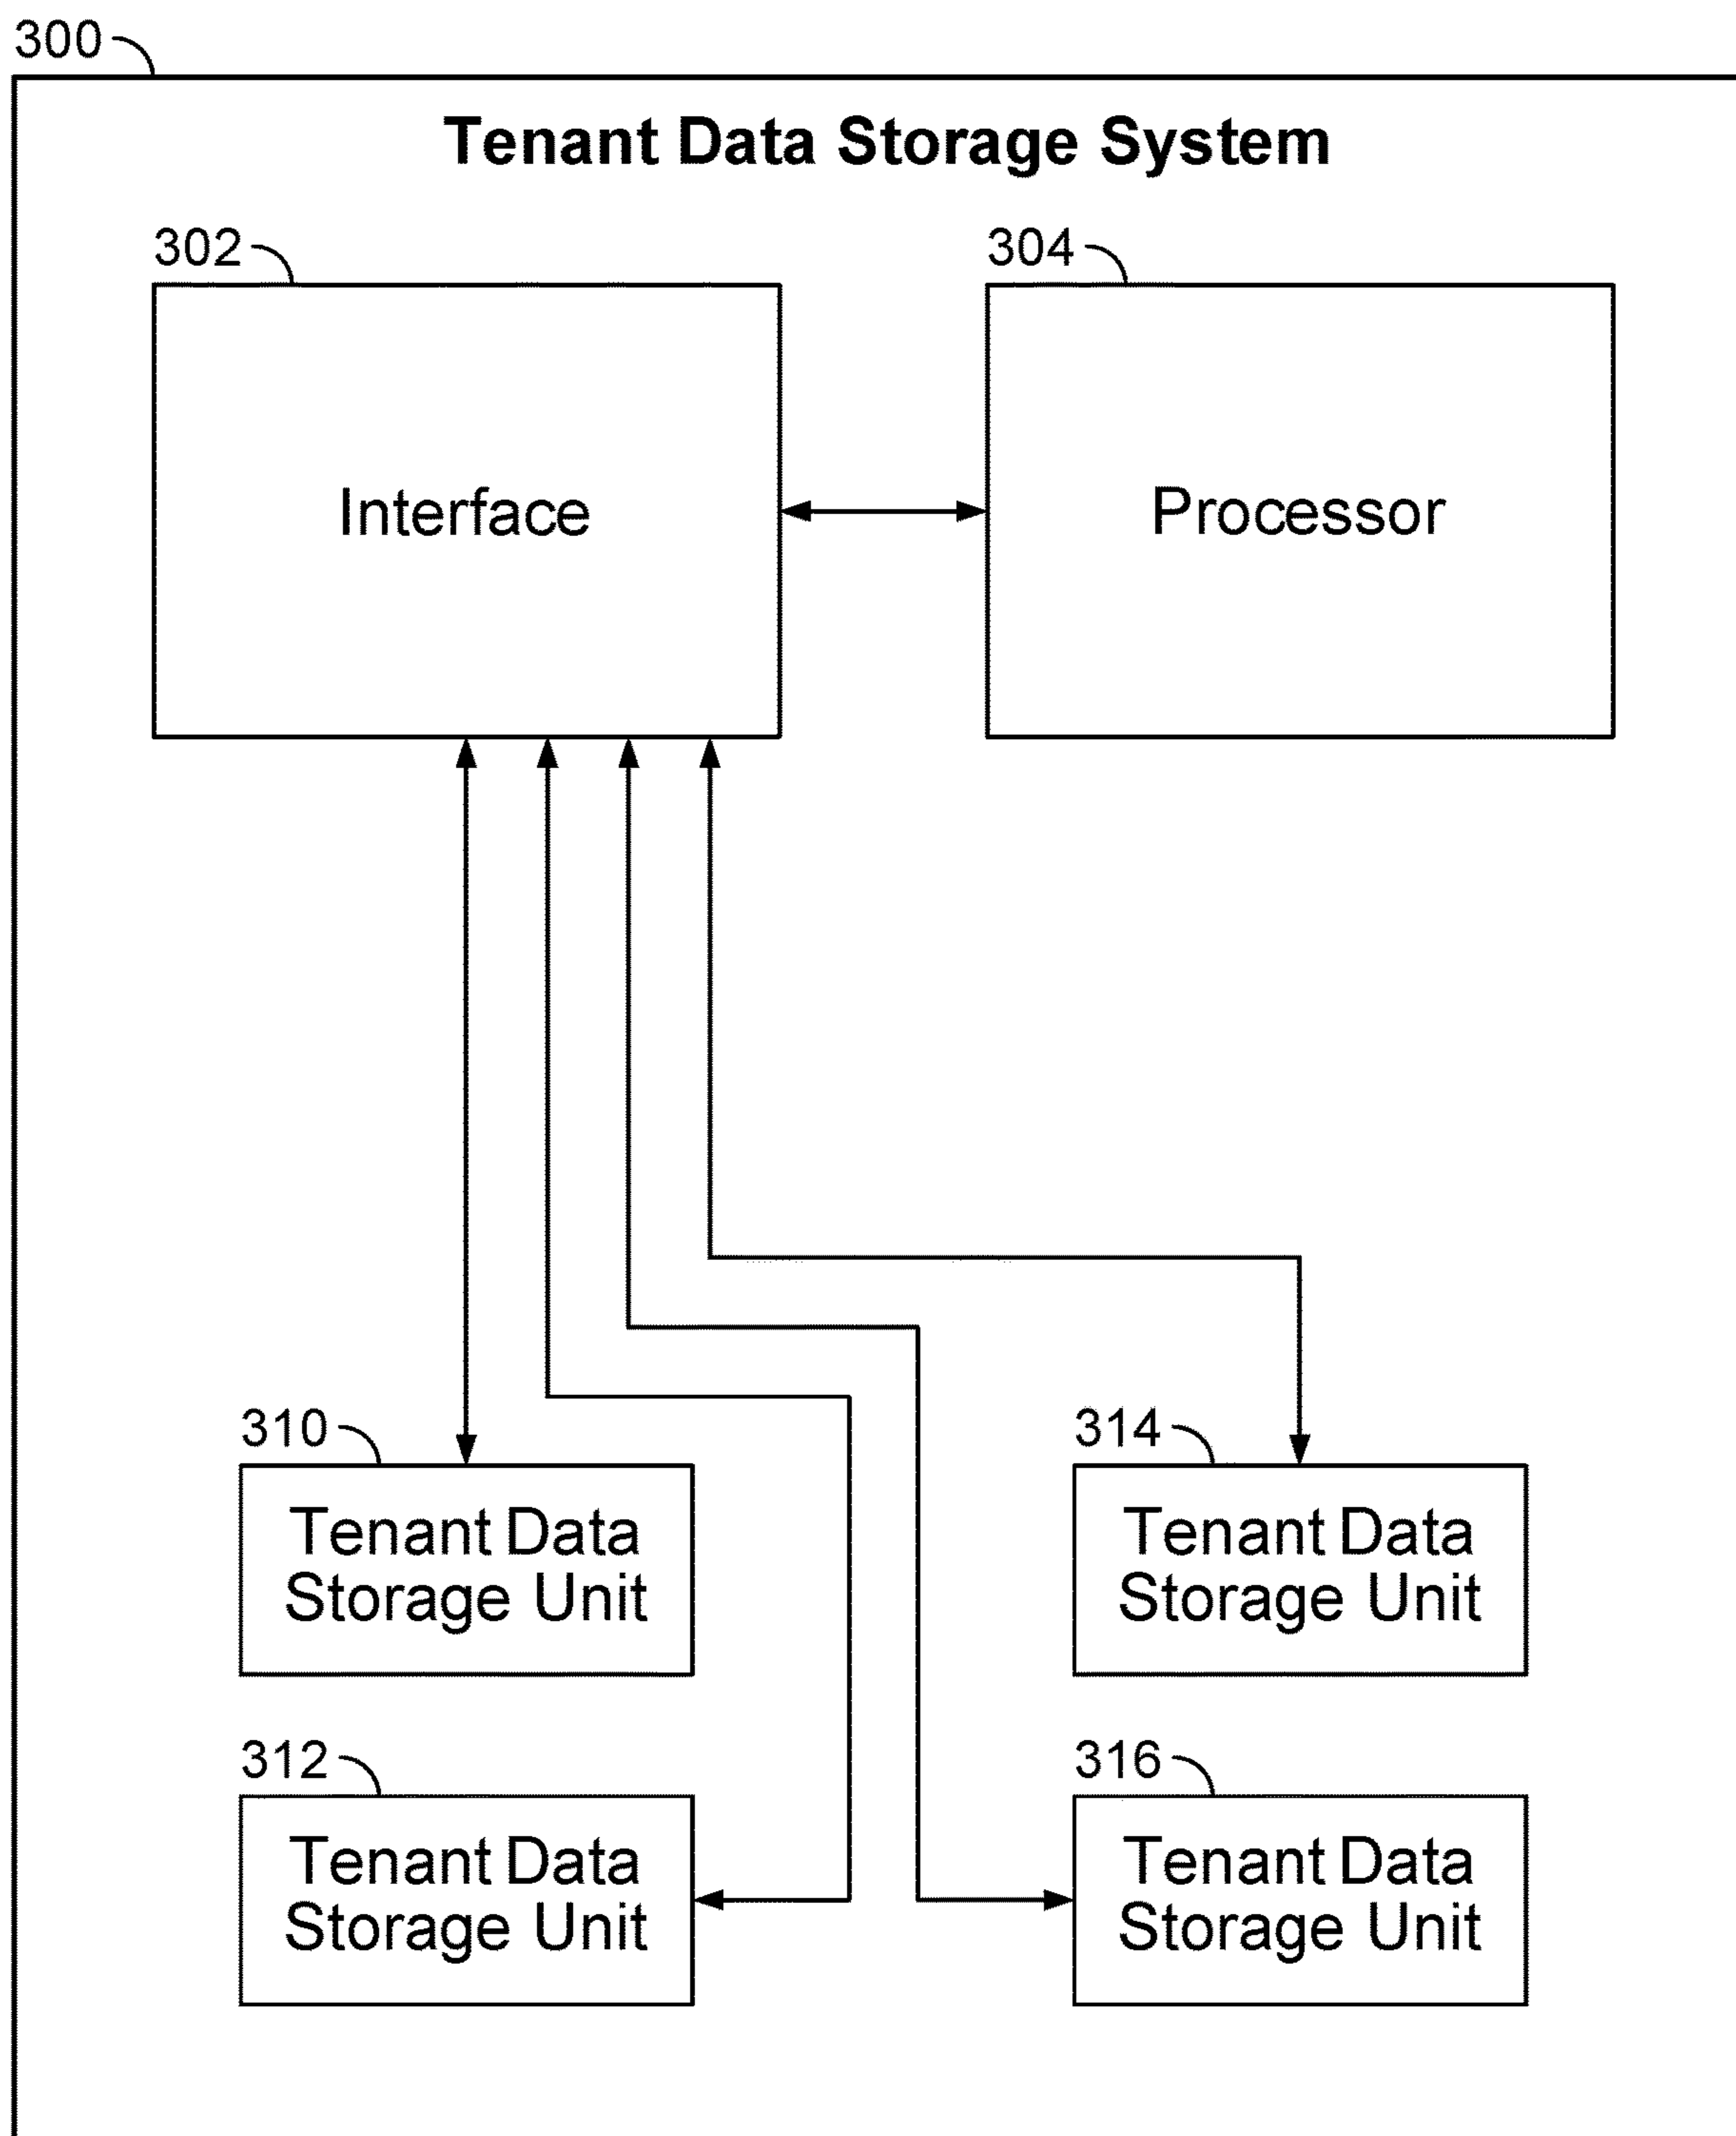 300
Tenant Data Storage System
302
304
Interface
Processor
310
314
Tenant Data
Storage Unit
Tenant Data
Storage Unit
312
316
Tenant Data
Storage Unit
Tenant Data
Storage Unit